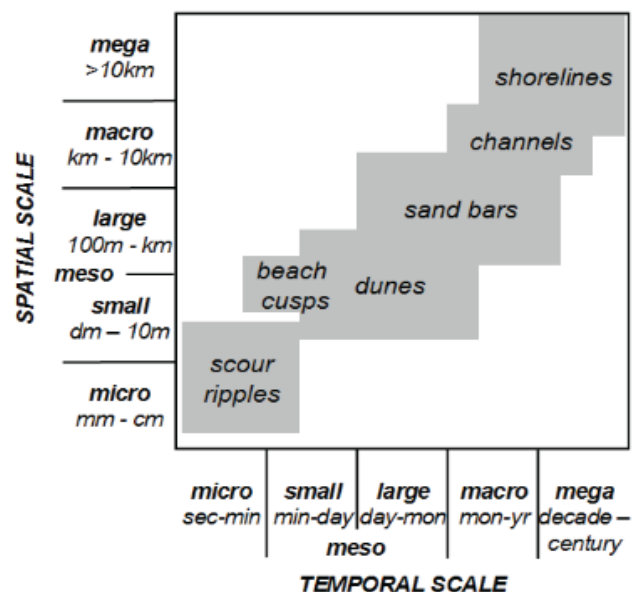 mega
>10km
shorelines
macro
km - 10km
channels
SPATIAL SCALE
large
100m - km
sand bars
meso
beach
cusps
dunes
small
dm – 10m
scour
ripples
micro
mm - cm
micro
sec-min
small
min-day
large
day-mon
macro
mon-yr
mega
decade –
century
meso
TEMPORAL SCALE